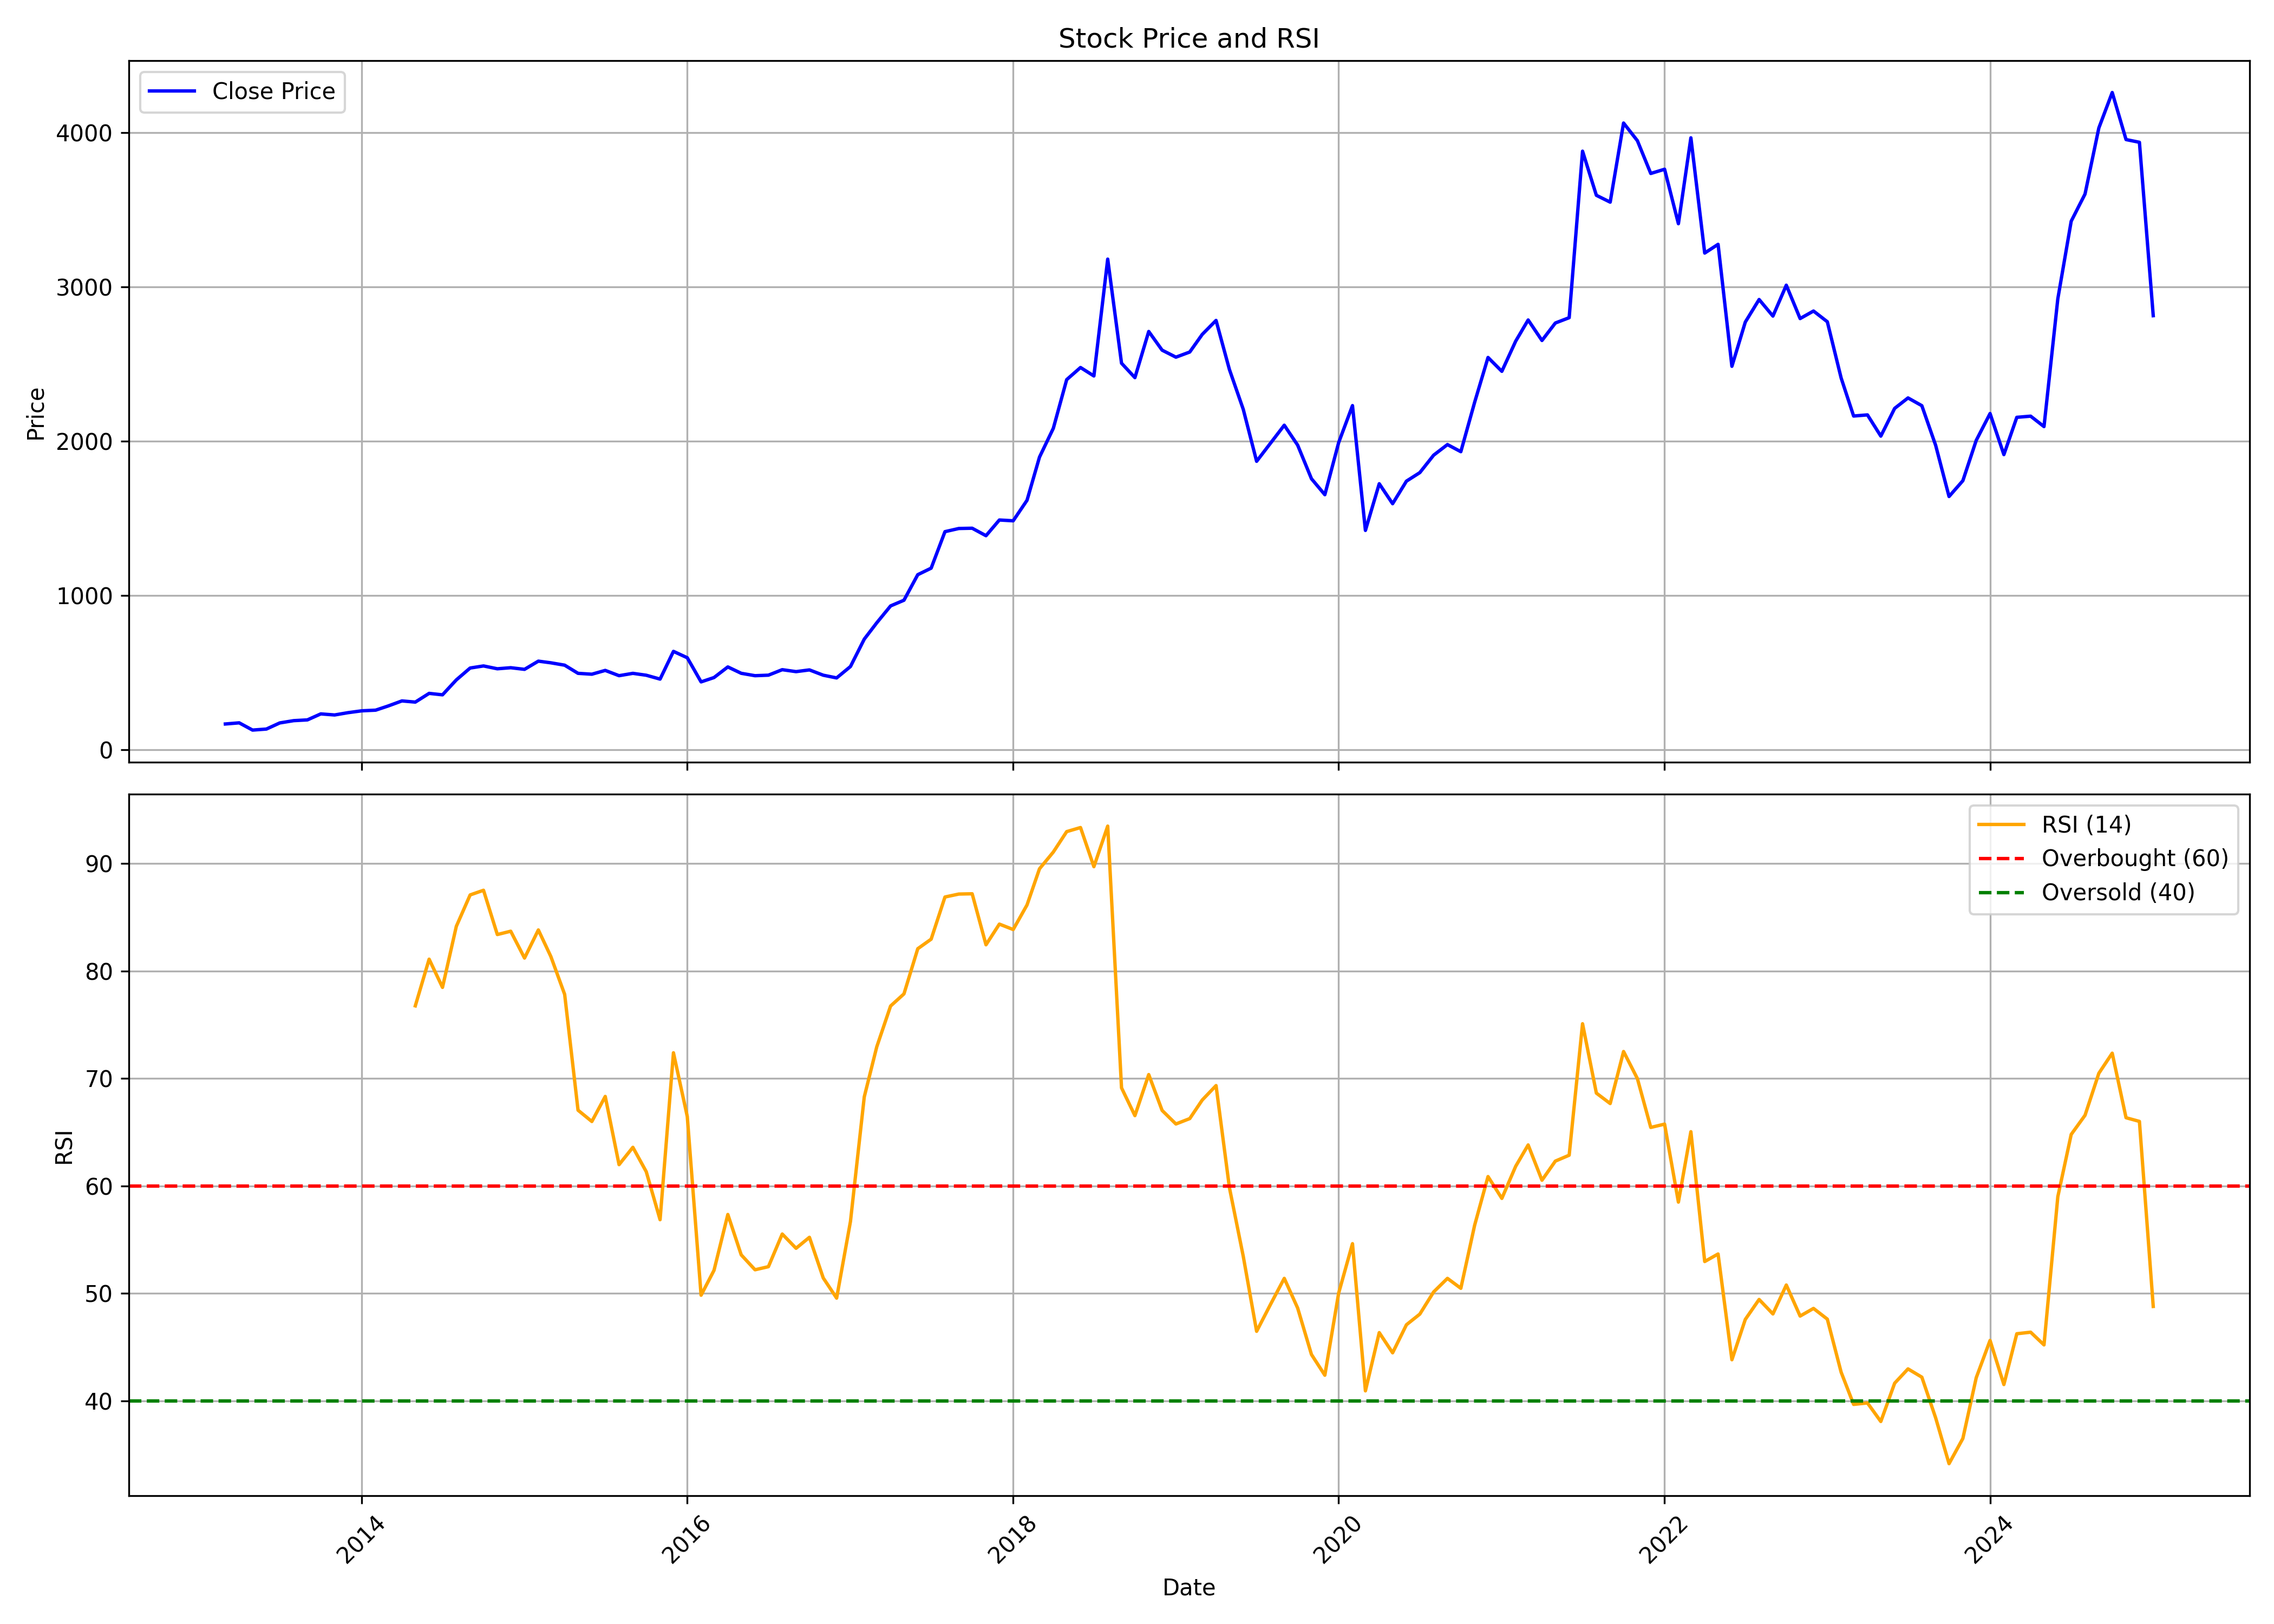 Stock Price and RSI
Close Price
4000
3000
2000
1000
0
Price
RSI (14)
Overbought (60)
Oversold (40)
90
80
70
60
50
40
RSI
2014
2016
2018
2020
2022
2024
Date